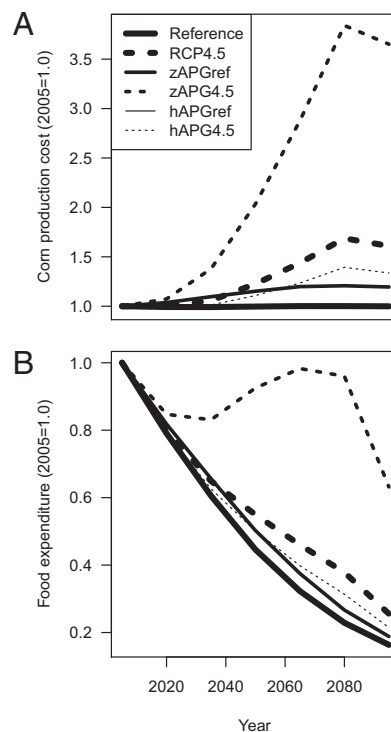 A
Corn production cost (2005=1.0)
3.5
3.0
2.5
2.0
1.5
1.0
Reference
RCP4.5
zAPGref
zAPG4.5
hAPGref
hAPG4.5
B
Food expenditure (2005=1.0)
1.0
0.8
0.6
0.4
0.2
2020 2040 2060 2080
Year